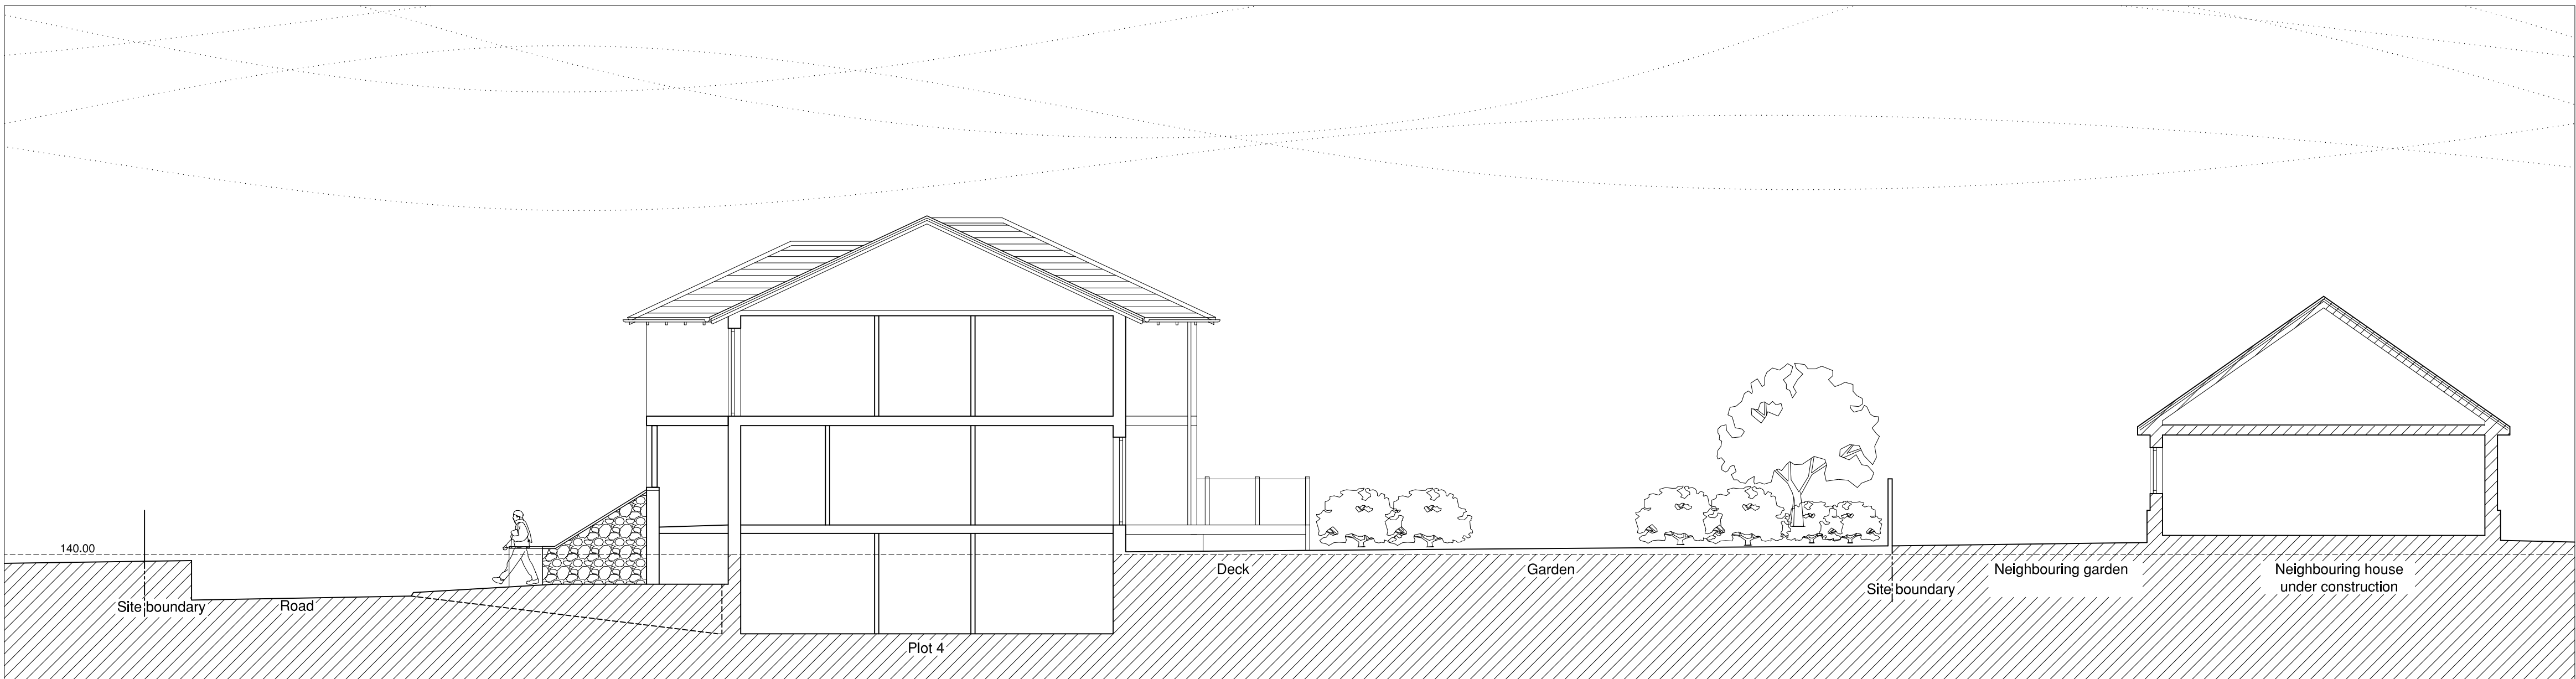 140.00
Site boundary
Road
Plot 4
Deck
Garden
Site boundary
Neighbouring garden
Neighbouring house
under construction